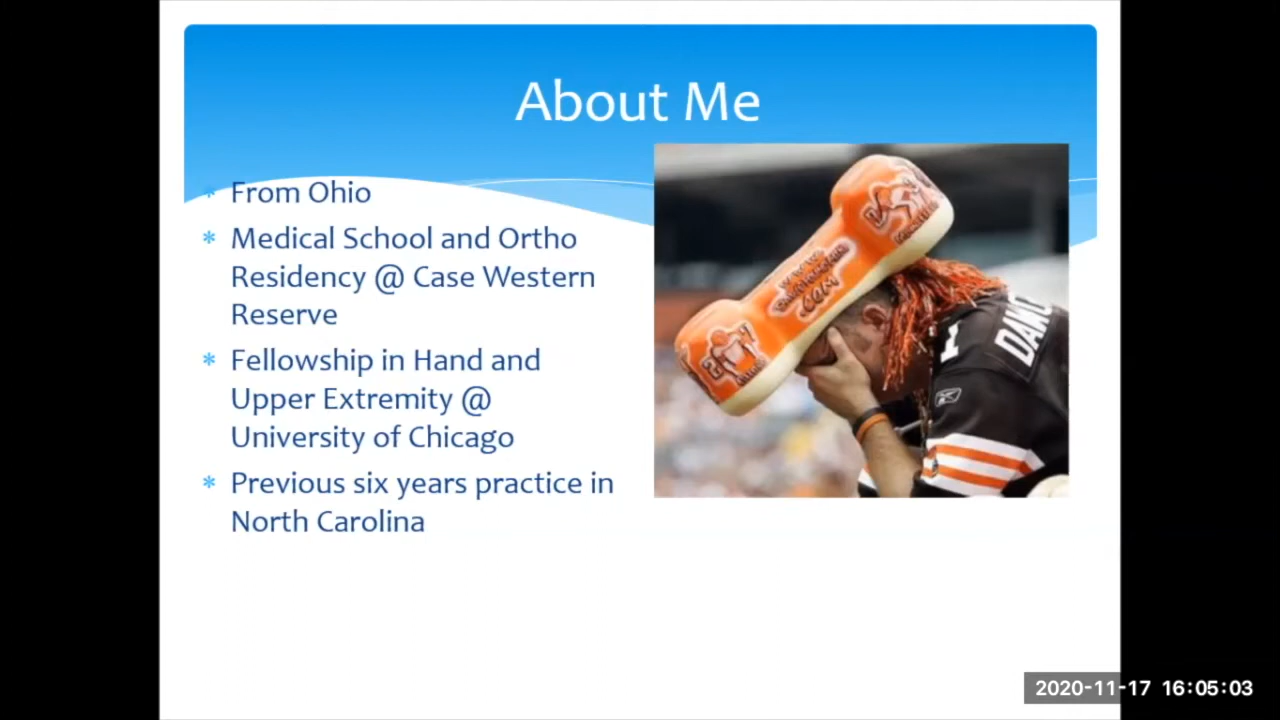 About Me
From Ohio
Medical School and Ortho
Residency @ Case Western
Reserve
Fellowship in Hand and
Upper Extremity @
University of Chicago
Previous six years practice in
North Carolina
.COM
2020-11-17 16:05:03